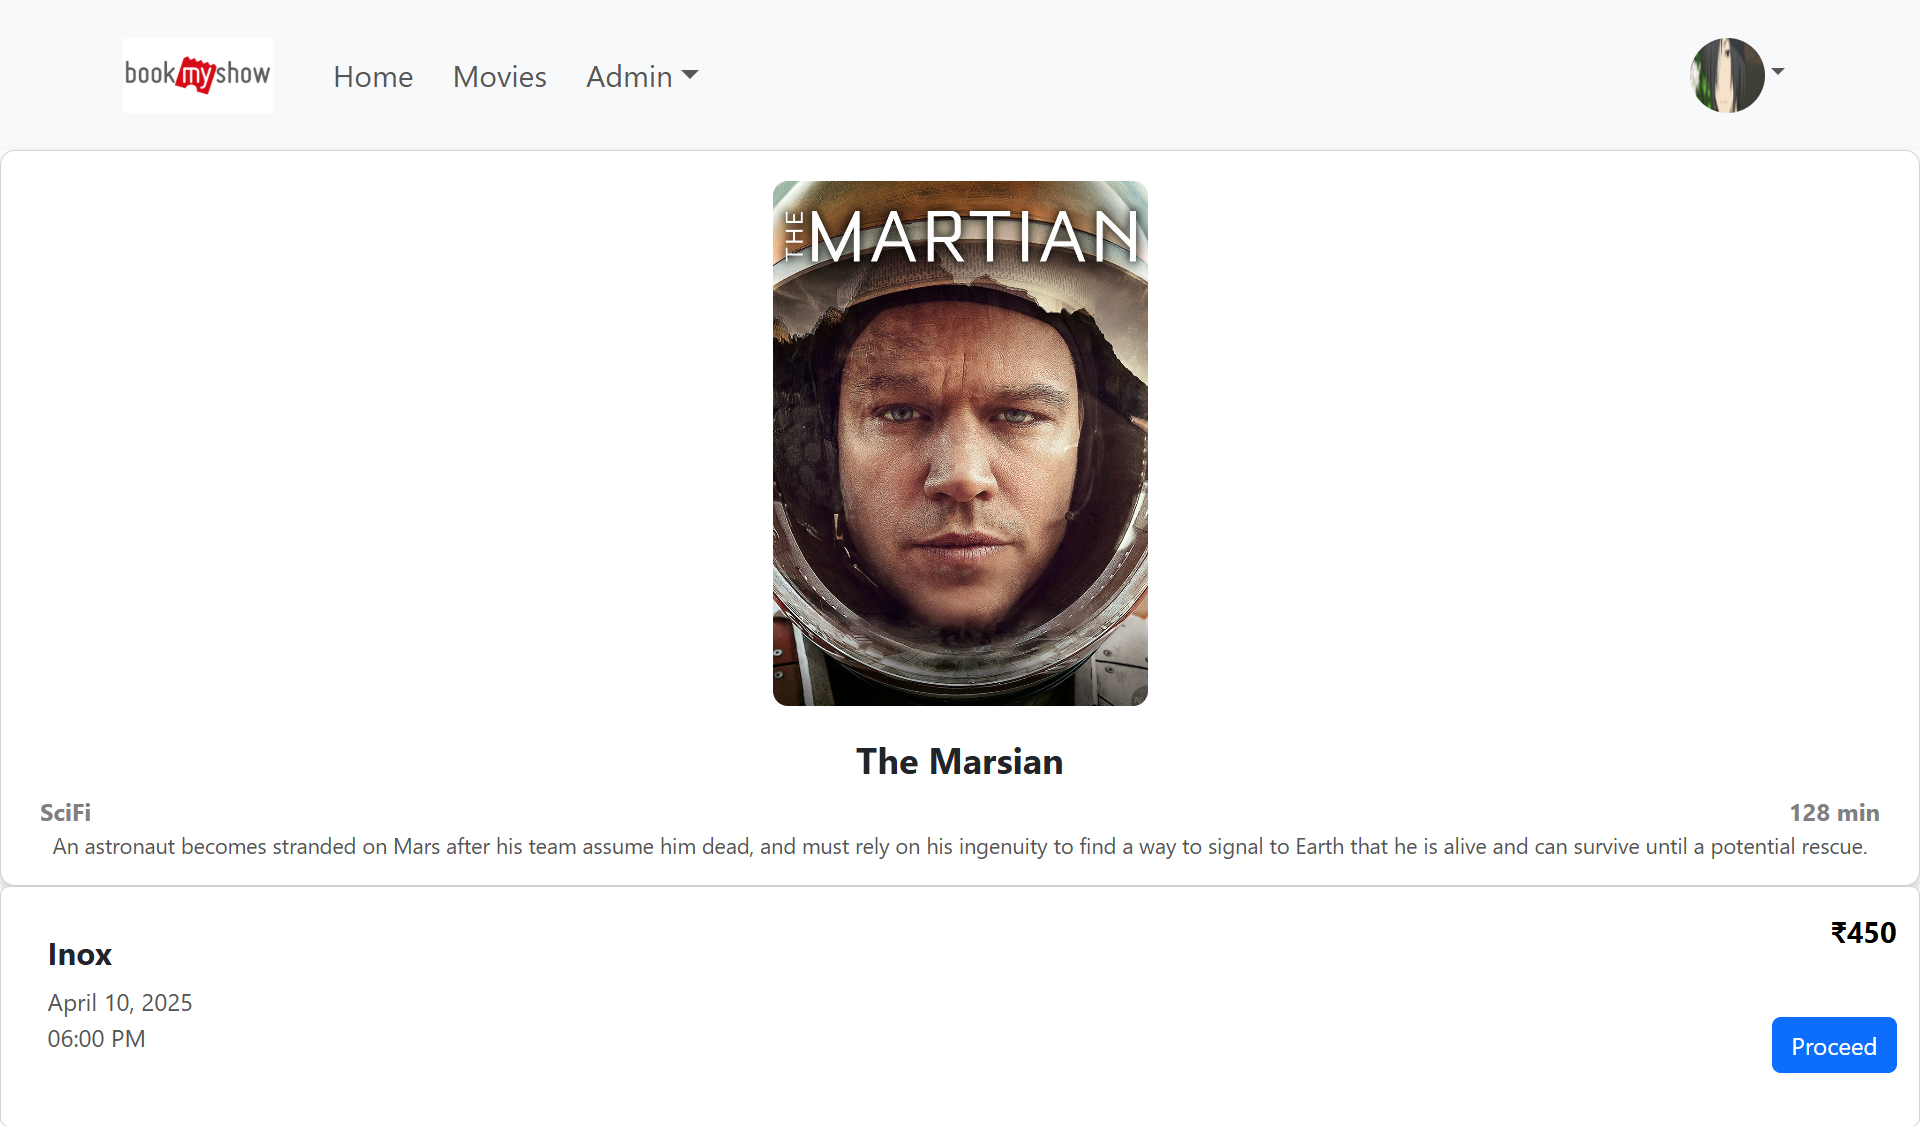 bookmyshow
Home
Movies
Admin
THE MARTIAN
The Marsian
SciFi
128 min
An astronaut becomes stranded on Mars after his team assume him dead, and must rely on his ingenuity to find a way to signal to Earth that he is alive and can survive until a potential rescue.
Inox
₹450
April 10, 2025
06:00 PM
Proceed